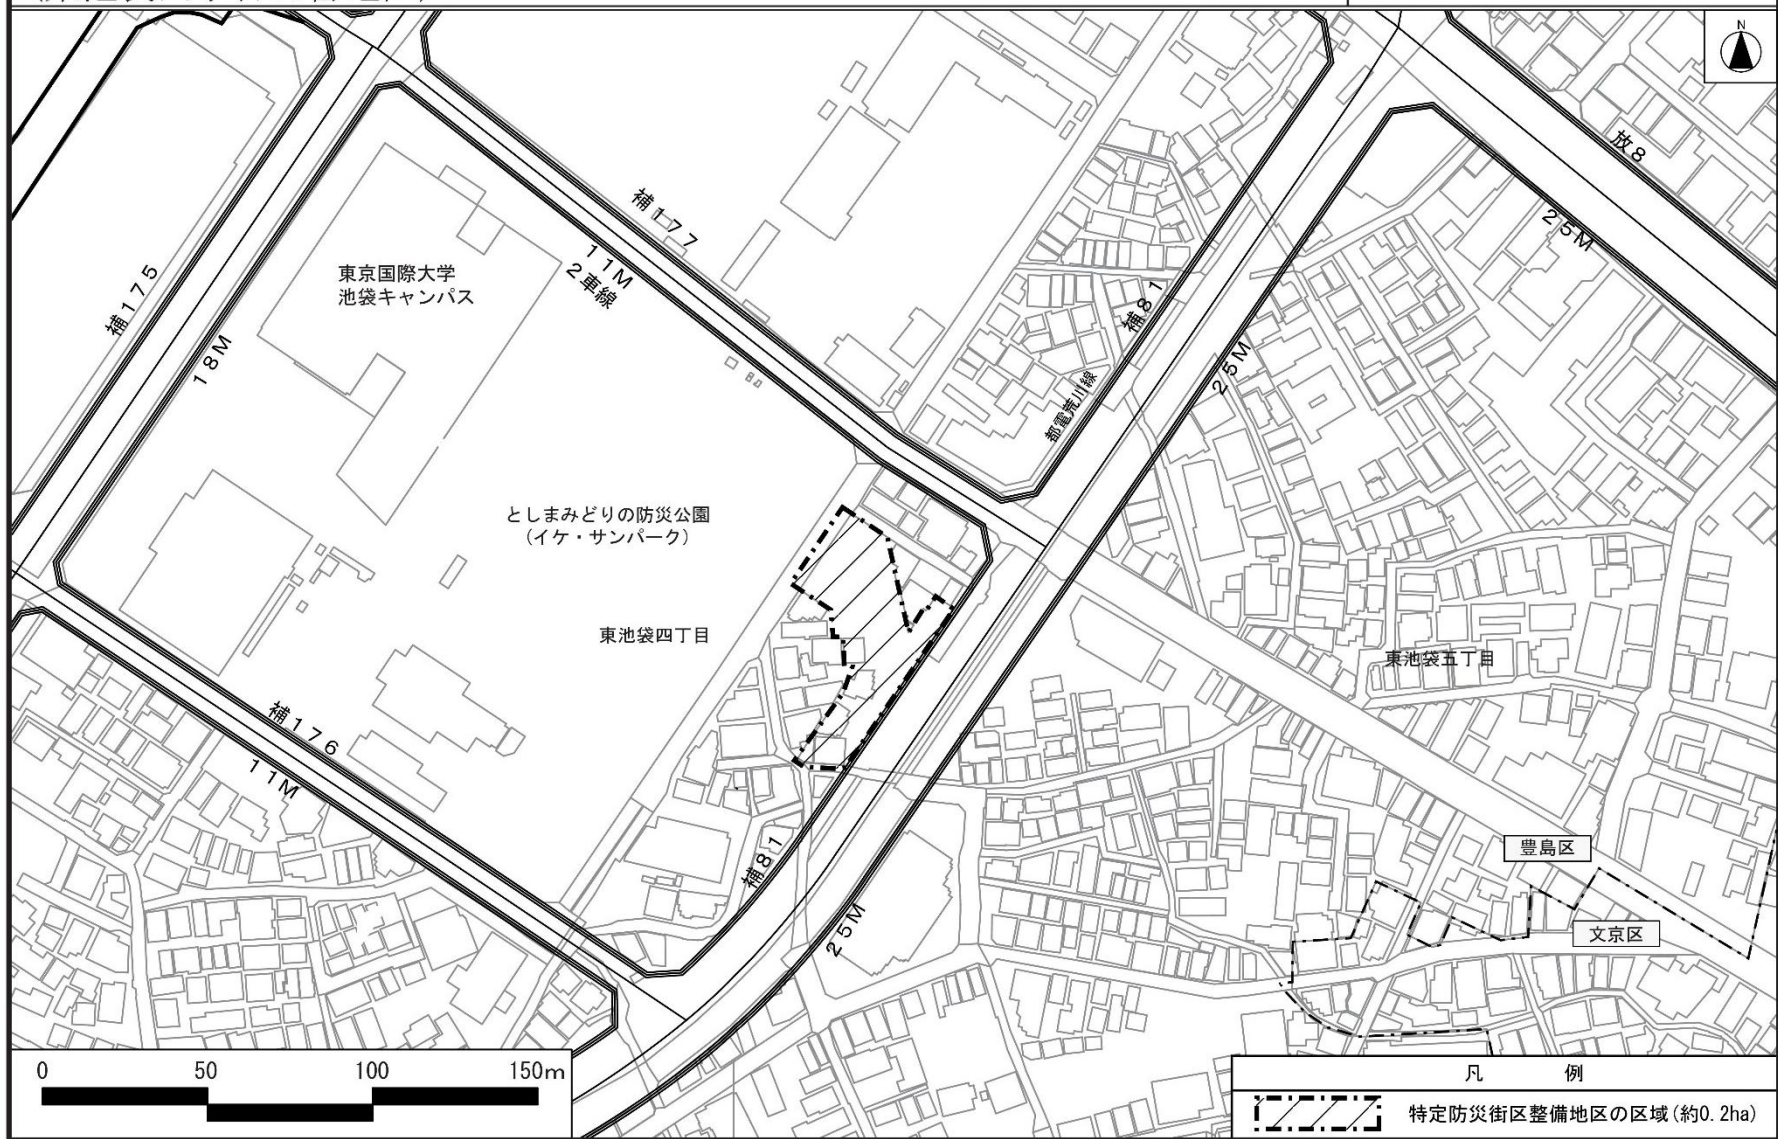 N
放8
25M
補177
11M
2車線
東京国際大学
池袋キャンパス
補175
18M
補81
25M
都電荒川線
としまみどりの防災公園
(イケ・サンパーク)
東池袋四丁目
東池袋五丁目
補176
11M
補81
25M
豊島区
文京区
0 50 100 150m
凡 例
特定防災街区整備地区の区域(約0.2ha)